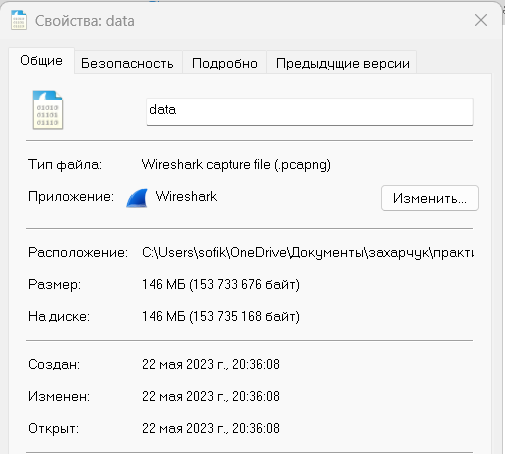 Свойства: data
Общие
Безопасность
Подробно
Предыдущие версии
01010
01101
01110
data
Тип файла: Wireshark capture file (.pcapng)
Приложение: Wireshark
Изменить...
Расположение: C:\Users\sofik\OneDrive\Документы\захарчук\практи
Размер: 146 МБ (153 733 676 байт)
На диске: 146 МБ (153 735 168 байт)
Создан: 22 мая 2023 г., 20:36:08
Изменен: 22 мая 2023 г., 20:36:08
Открыт: 22 мая 2023 г., 20:36:08